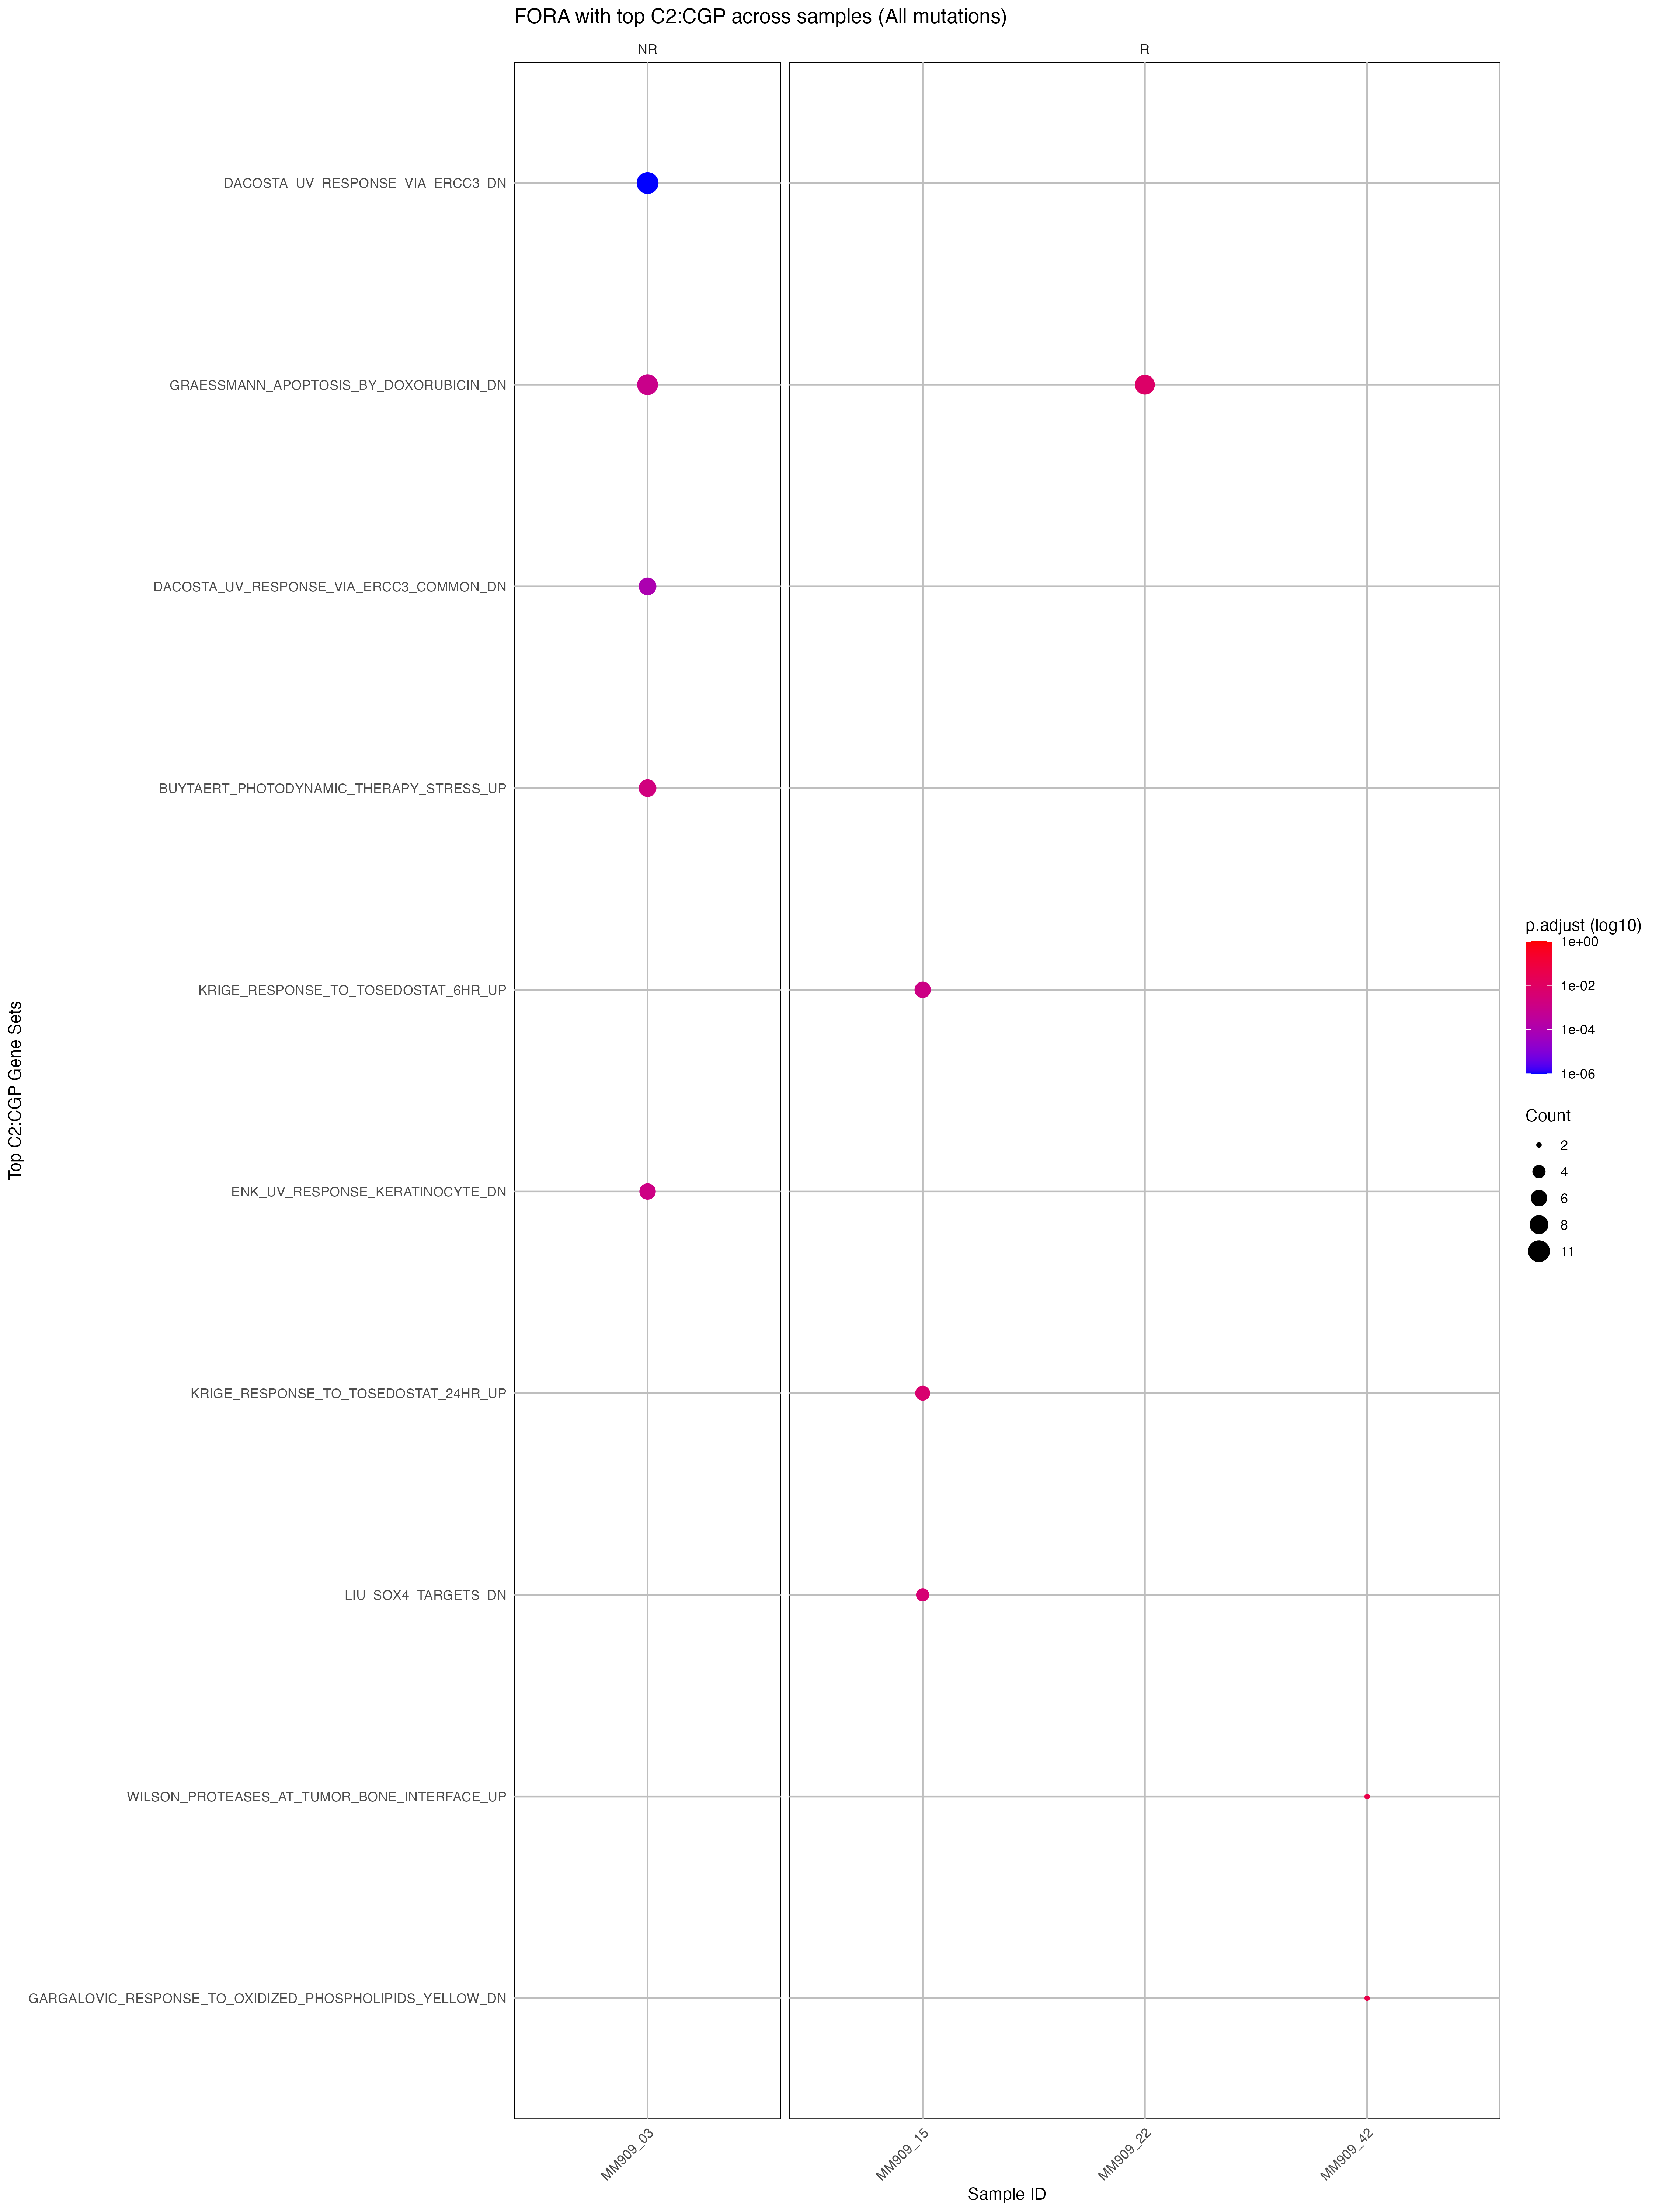 FORA with top C2:CGP across samples (All mutations)
NR
R
DACOSTA_UV_RESPONSE_VIA_ERCC3_DN
GRAESSMANN_APOPTOSIS_BY_DOXORUBICIN_DN
DACOSTA_UV_RESPONSE_VIA_ERCC3_COMMON_DN
BUYTAERT_PHOTODYNAMIC_THERAPY_STRESS_UP
KRIGE_RESPONSE_TO_TOSEDOSTAT_6HR_UP
ENK_UV_RESPONSE_KERATINOCYTE_DN
KRIGE_RESPONSE_TO_TOSEDOSTAT_24HR_UP
LIU_SOX4_TARGETS_DN
WILSON_PROTEASES_AT_TUMOR_BONE_INTERFACE_UP
GARGALOVIC_RESPONSE_TO_OXIDIZED_PHOSPHOLIPIDS_YELLOW_DN
Top C2:CGP Gene Sets
MM909_03
MM909_15
MM909_22
MM909_42
Sample ID
p.adjust (log10)
1e+00
1e-02
1e-04
1e-06
Count
2
4
6
8
11